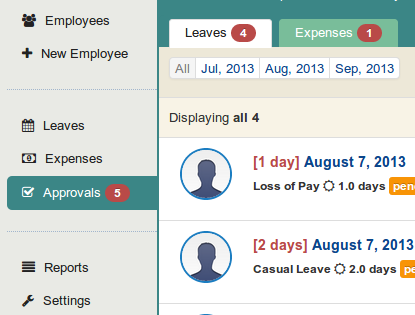 Employees
New Employee
Leaves
Expenses
Approvals 5
Reports
Settings
Leaves 4 Expenses 1
All Jul, 2013 Aug, 2013 Sep, 2013
Displaying all 4
[1 day] August 7, 2013
Loss of Pay 1.0 days pen
[2 days] August 7, 2013
Casual Leave 2.0 days pe